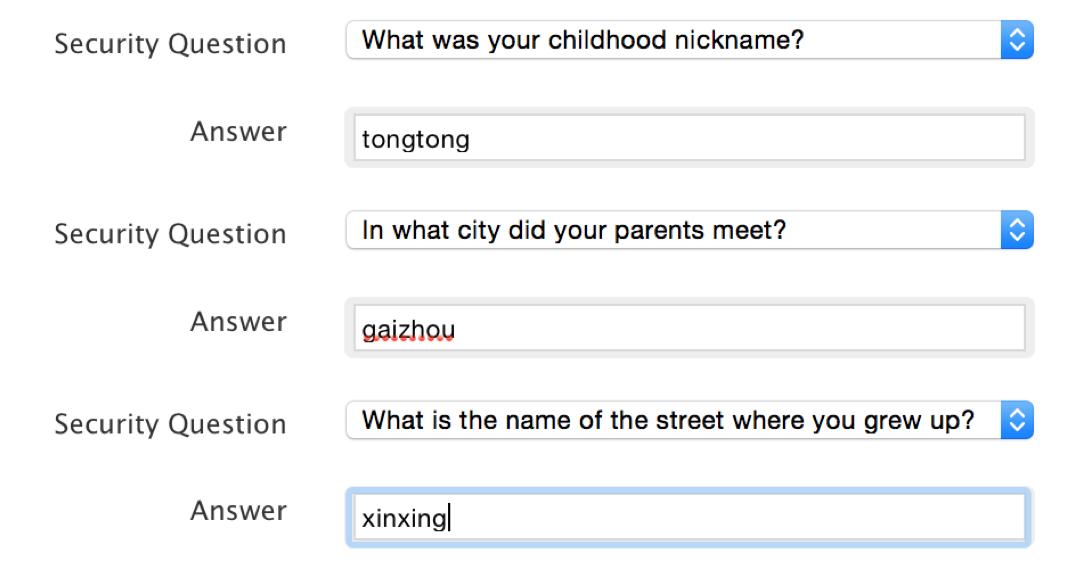 Security Question What was your childhood nickname?
Answer tongtong
Security Question In what city did your parents meet?
Answer gaizhou
Security Question What is the name of the street where you grew up?
Answer xinxing